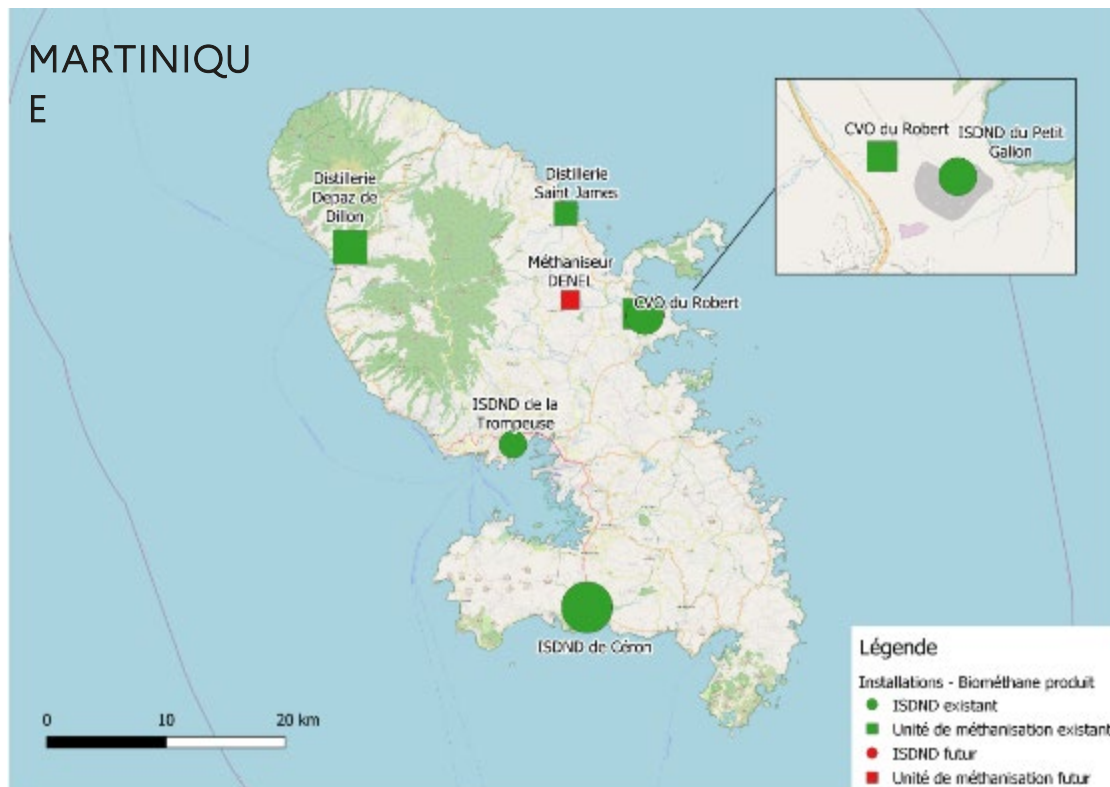 MARTINIQU
E
CVO du Robert
ISDND du Petit
Galion
Distillerie
Depaz de
Dillon
Distillerie
Saint James
Méthaniseur
DENEL
CVO du Robert
ISDND de la
Trompeuse
ISDND de Céron
0 10 20 km
Légende
Installations - Biométhane produit
ISDND existant
Unité de méthanisation existant
ISDND futur
Unité de méthanisation futur